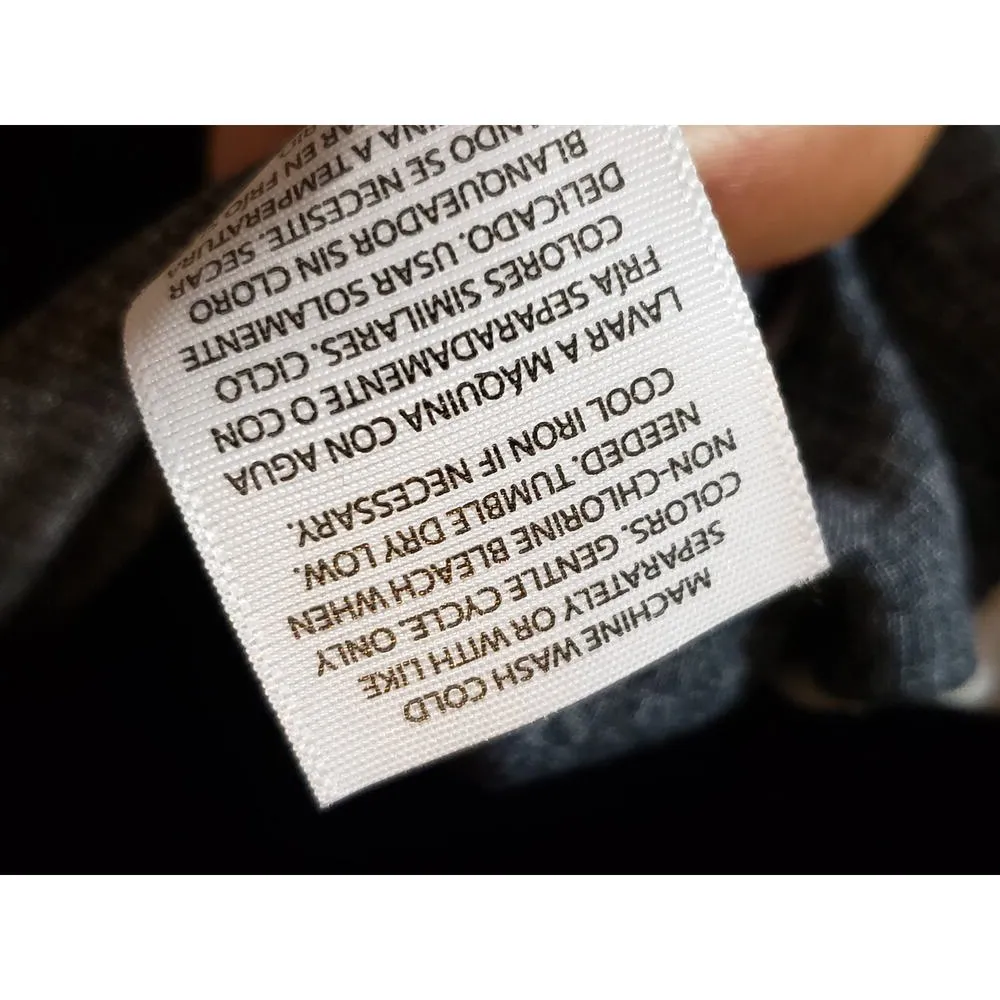 MACHINE WASH COLD
SEPARATELY OR WITH LIKE
COLORS. GENTLE CYCLE. ONLY
NON-CHLORINE BLEACH WHEN
NEEDED. TUMBLE DRY LOW.
COOL IRON IF NECESSARY.
LAVAR A MÁQUINA CON AGUA
FRÍA SEPARADAMENTE O CON
COLORES SIMILARES. CICLO
DELICADO. USAR SOLAMENTE
BLANQUEADOR SIN CLORO
SE NECESITE. SECAR
A TEMPERATURA
EN FRÍO